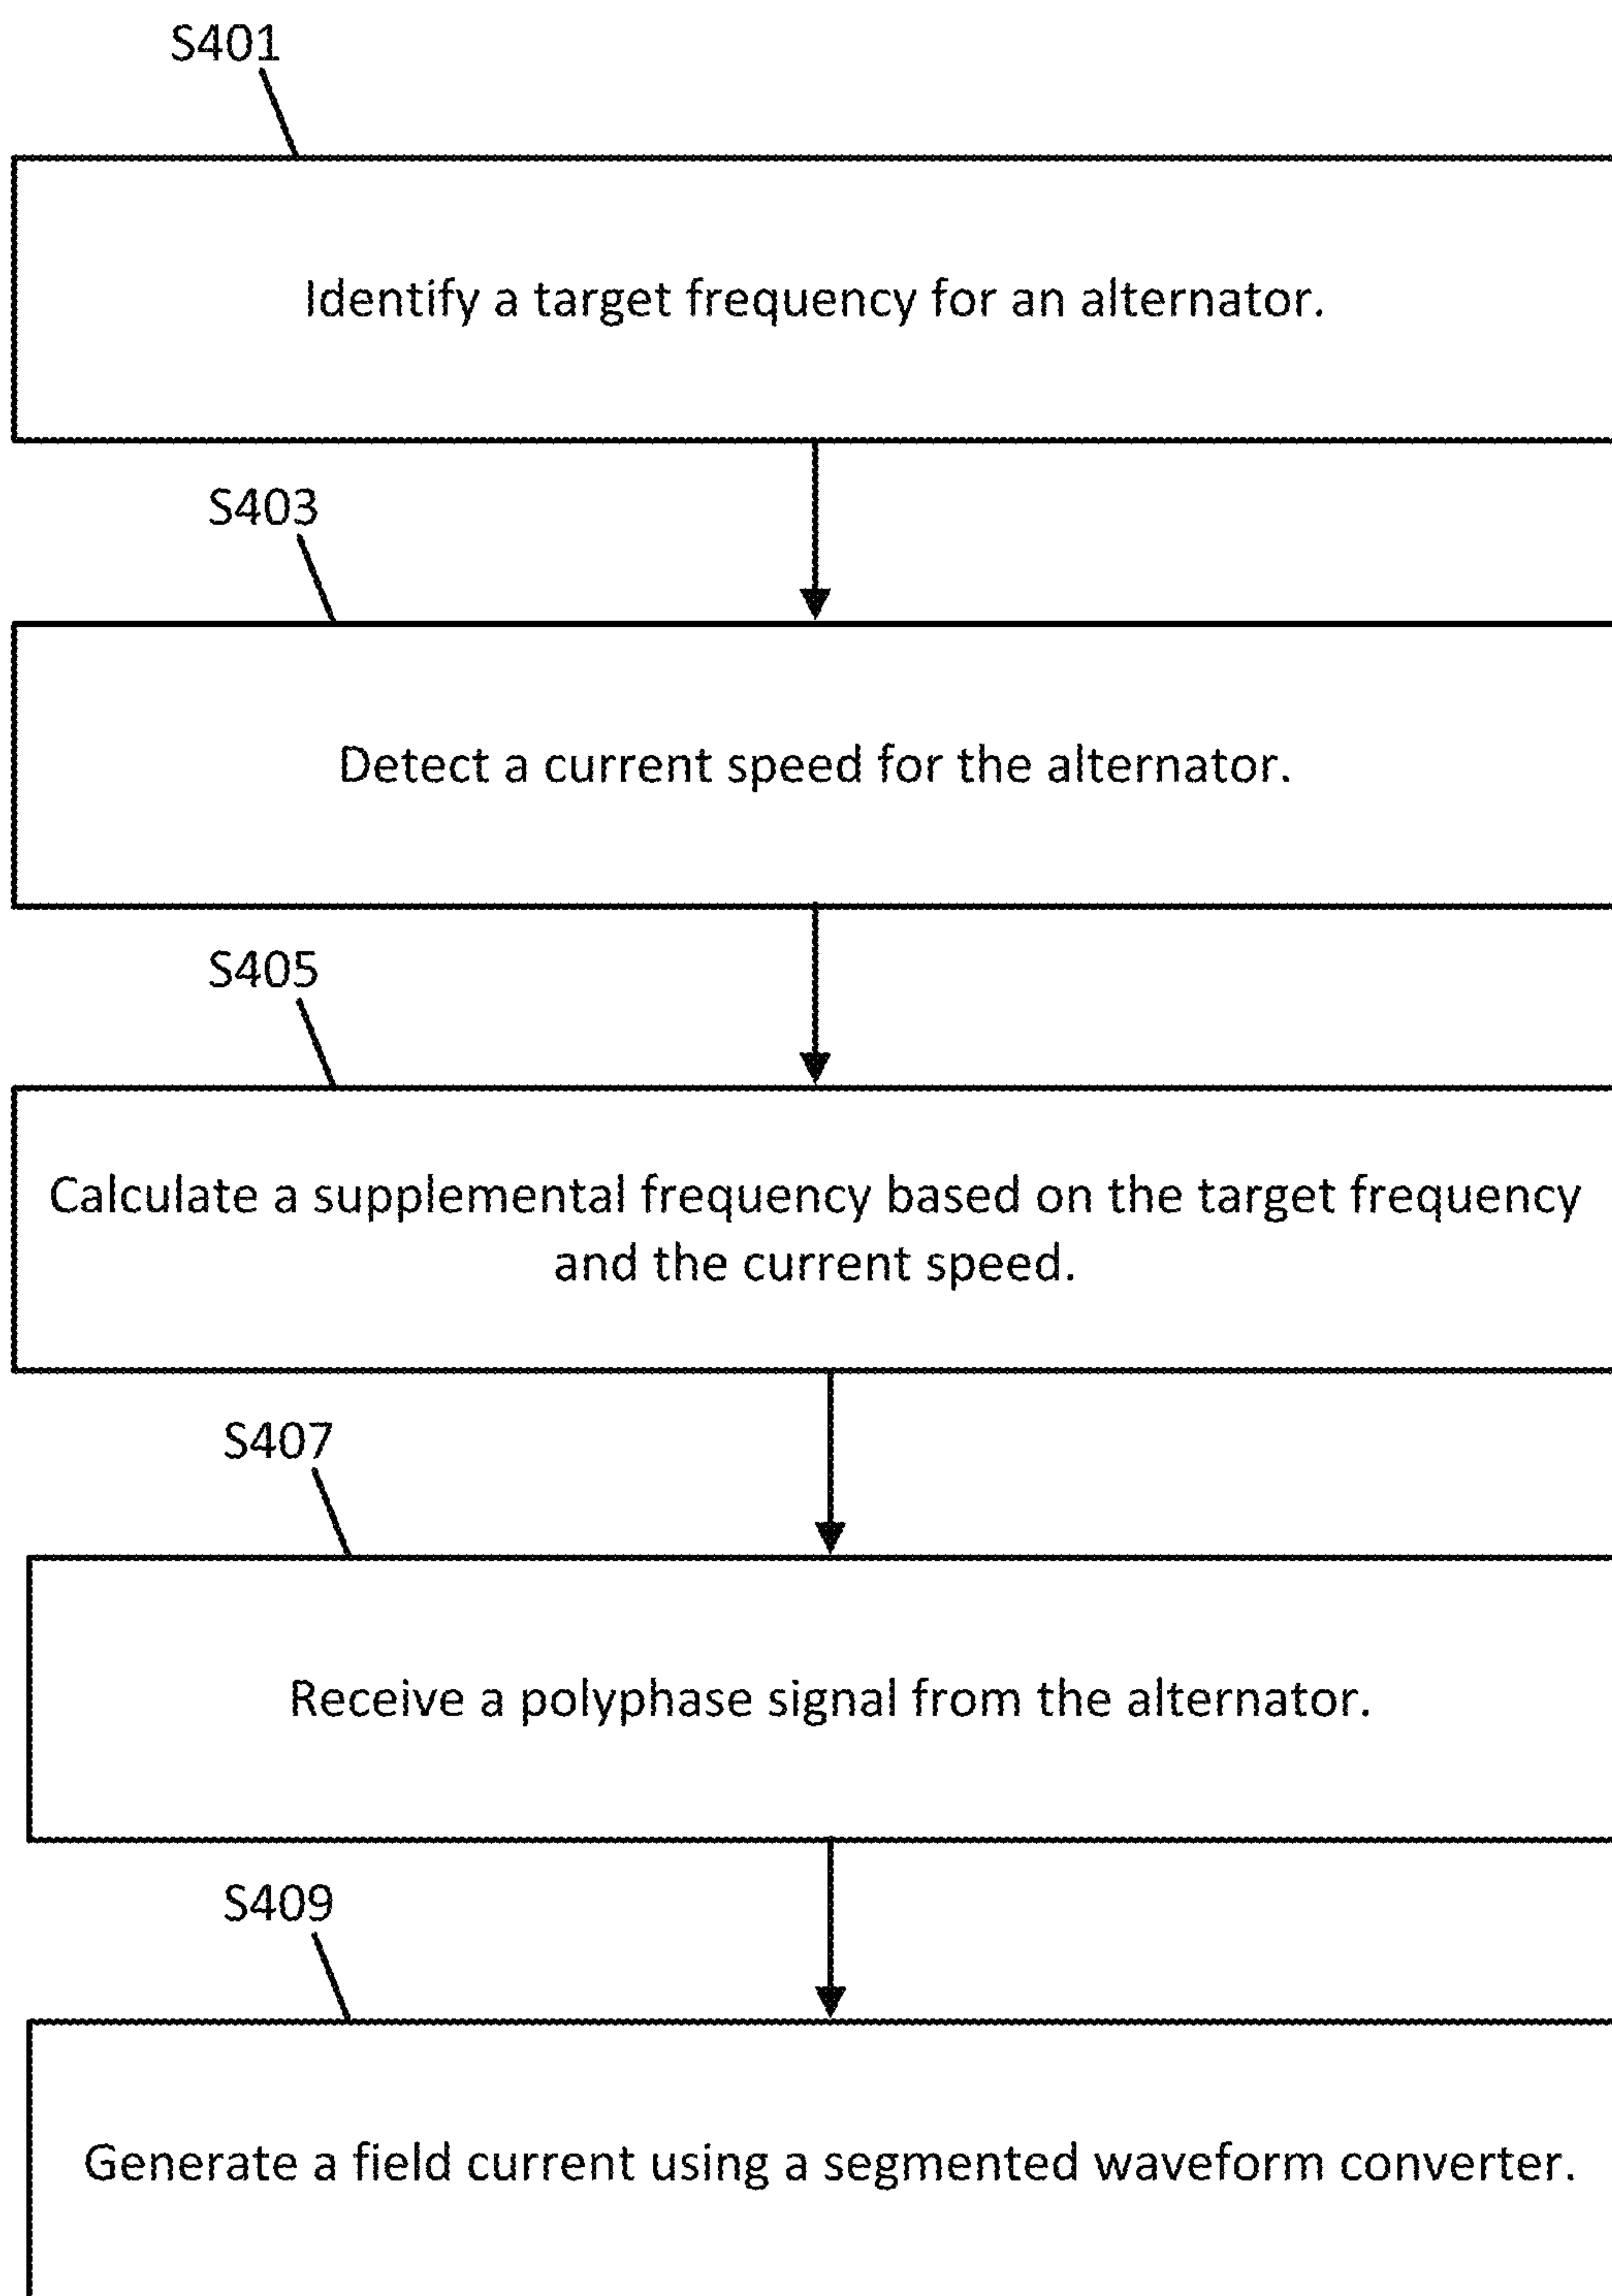 S401
Identify a target frequency for an alternator.
S403
Detect a current speed for the alternator.
S405
Calculate a supplemental frequency based on the target frequency
and the current speed.
S407
Receive a polyphase signal from the alternator.
S409
Generate a field current using a segmented waveform converter.